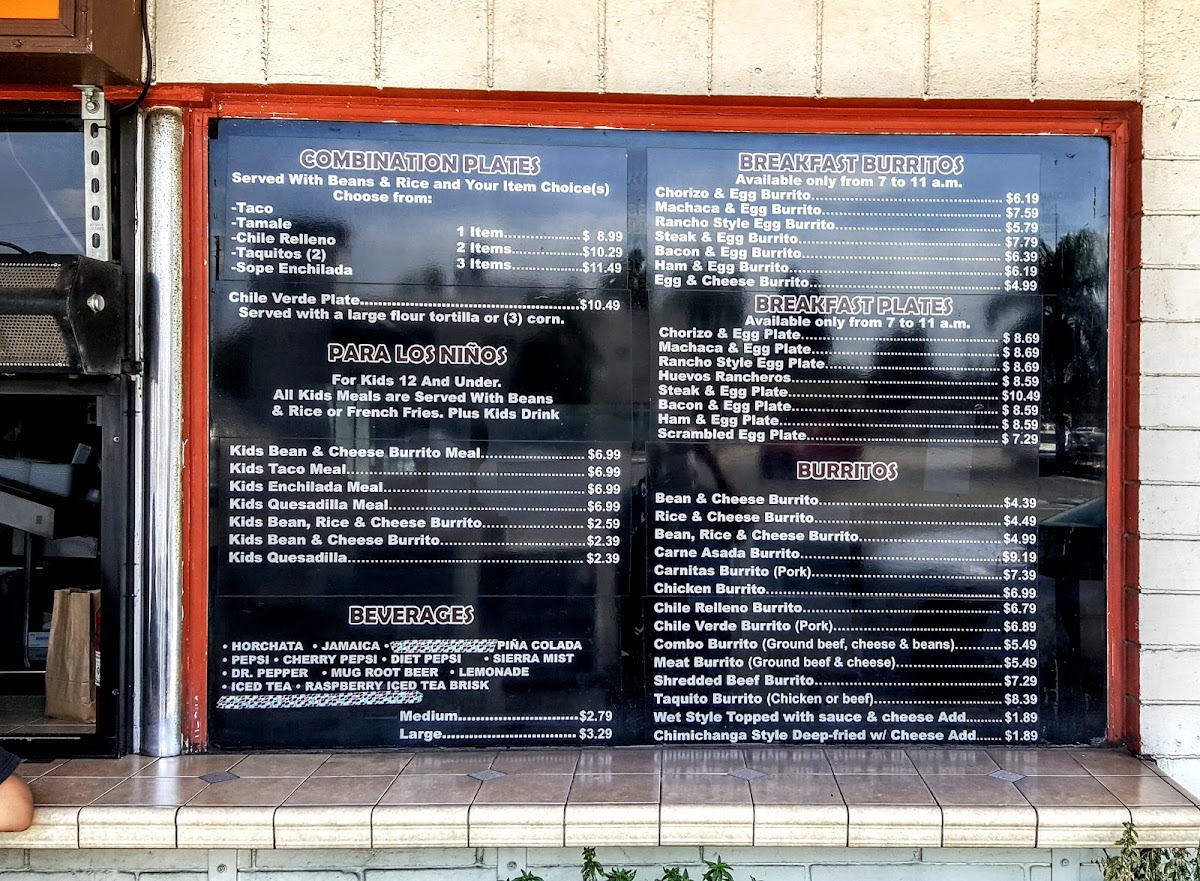 COMBINATION PLATES
Served With Beans & Rice and Your Item Choice(s)
Choose from:
-Taco
-Tamale
-Chile Relleno
-Taquitos (2)
-Sope Enchilada
1 Item............................$ 8.99
2 Items.........................$10.29
3 Items.........................$11.49
Chile Verde Plate....................................................$10.49
Served with a large flour tortilla or (3) corn.
PARA LOS NIÑOS
For Kids 12 And Under.
All Kids Meals are Served With Beans
& Rice or French Fries. Plus Kids Drink
Kids Bean & Cheese Burrito Meal........................$6.99
Kids Taco Meal........................................................$6.99
Kids Enchilada Meal...............................................$6.99
Kids Quesadilla Meal..............................................$6.99
Kids Bean, Rice & Cheese Burrito........................$2.59
Kids Bean & Cheese Burrito..................................$2.39
Kids Quesadilla.......................................................$2.39
BEVERAGES
• HORCHATA • JAMAICA • PIÑA COLADA
• PEPSI • CHERRY PEPSI • DIET PEPSI • SIERRA MIST
• DR. PEPPER • MUG ROOT BEER • LEMONADE
• ICED TEA • RASPBERRY ICED TEA BRISK
Medium...........................$2.79
Large..............................$3.29
BREAKFAST BURRITOS
Available only from 7 to 11 a.m.
Chorizo & Egg Burrito............................................$6.19
Machaca & Egg Burrito..........................................$7.59
Rancho Style Egg Burrito.......................................$5.79
Steak & Egg Burrito...............................................$7.79
Bacon & Egg Burrito..............................................$6.39
Ham & Egg Burrito.................................................$6.19
Egg & Cheese Burrito............................................$4.99
BREAKFAST PLATES
Available only from 7 to 11 a.m.
Chorizo & Egg Plate..............................................$ 8.69
Machaca & Egg Plate............................................$ 8.69
Rancho Style Egg Plate.........................................$ 8.69
Huevos Rancheros................................................$ 8.59
Steak & Egg Plate..................................................$10.49
Bacon & Egg Plate.................................................$ 8.59
Ham & Egg Plate....................................................$ 8.59
Scrambled Egg Plate..............................................$ 7.29
BURRITOS
Bean & Cheese Burrito...........................................$4.39
Rice & Cheese Burrito............................................$4.49
Bean, Rice & Cheese Burrito..................................$4.99
Carne Asada Burrito...............................................$9.19
Carnitas Burrito (Pork)............................................$7.39
Chicken Burrito.......................................................$6.99
Chile Relleno Burrito...............................................$6.79
Chile Verde Burrito (Pork).......................................$6.89
Combo Burrito (Ground beef, cheese & beans)..........$5.49
Meat Burrito (Ground beef & cheese).......................$5.49
Shredded Beef Burrito............................................$7.29
Taquito Burrito (Chicken or beef)............................$8.39
Wet Style Topped with sauce & cheese Add..........$1.89
Chimichanga Style Deep-fried w/ Cheese Add.......$1.89